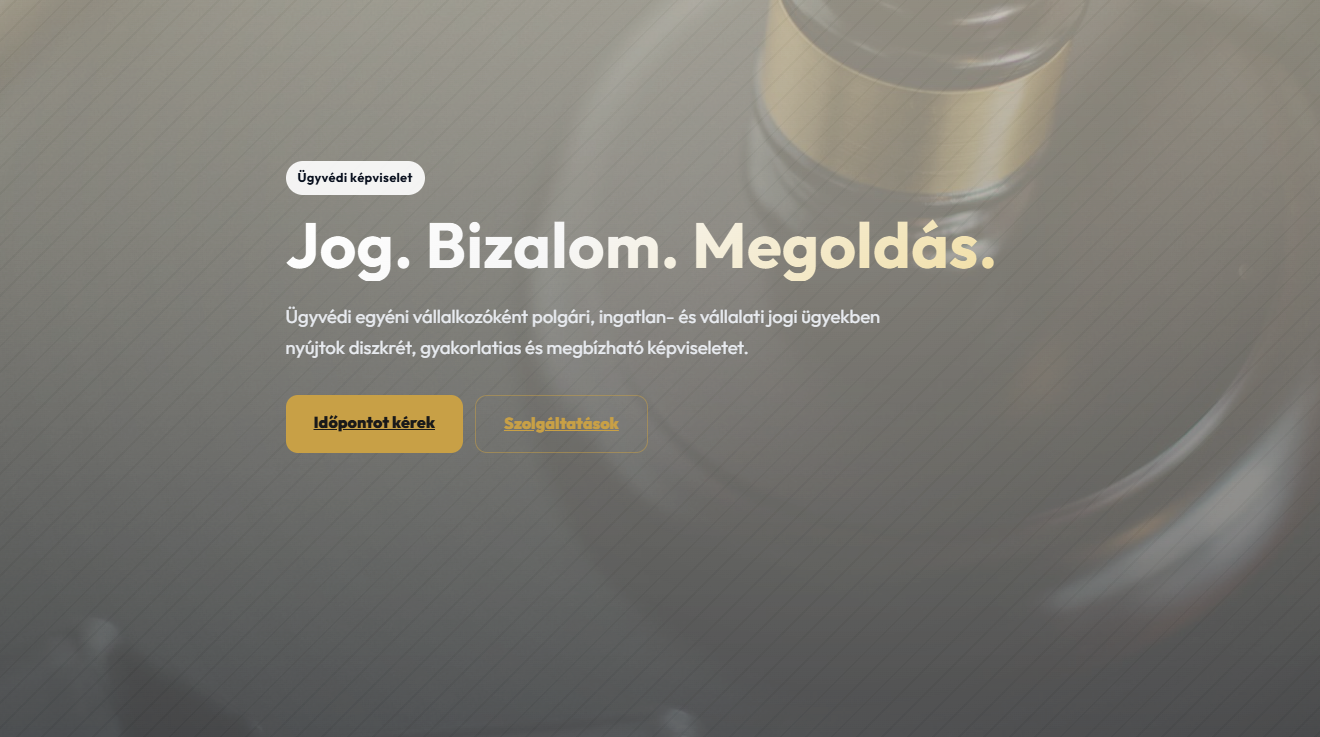 Ügyvédi képviselet
Jog. Bizalom. Megoldás.
Ügyvédi egyéni vállalkozóként polgári, ingatlan- és vállalati jogi ügyekben
nyújtok diszkrét, gyakorlatias és megbízható képviseletet.
Időpontot kérek
Szolgáltatások